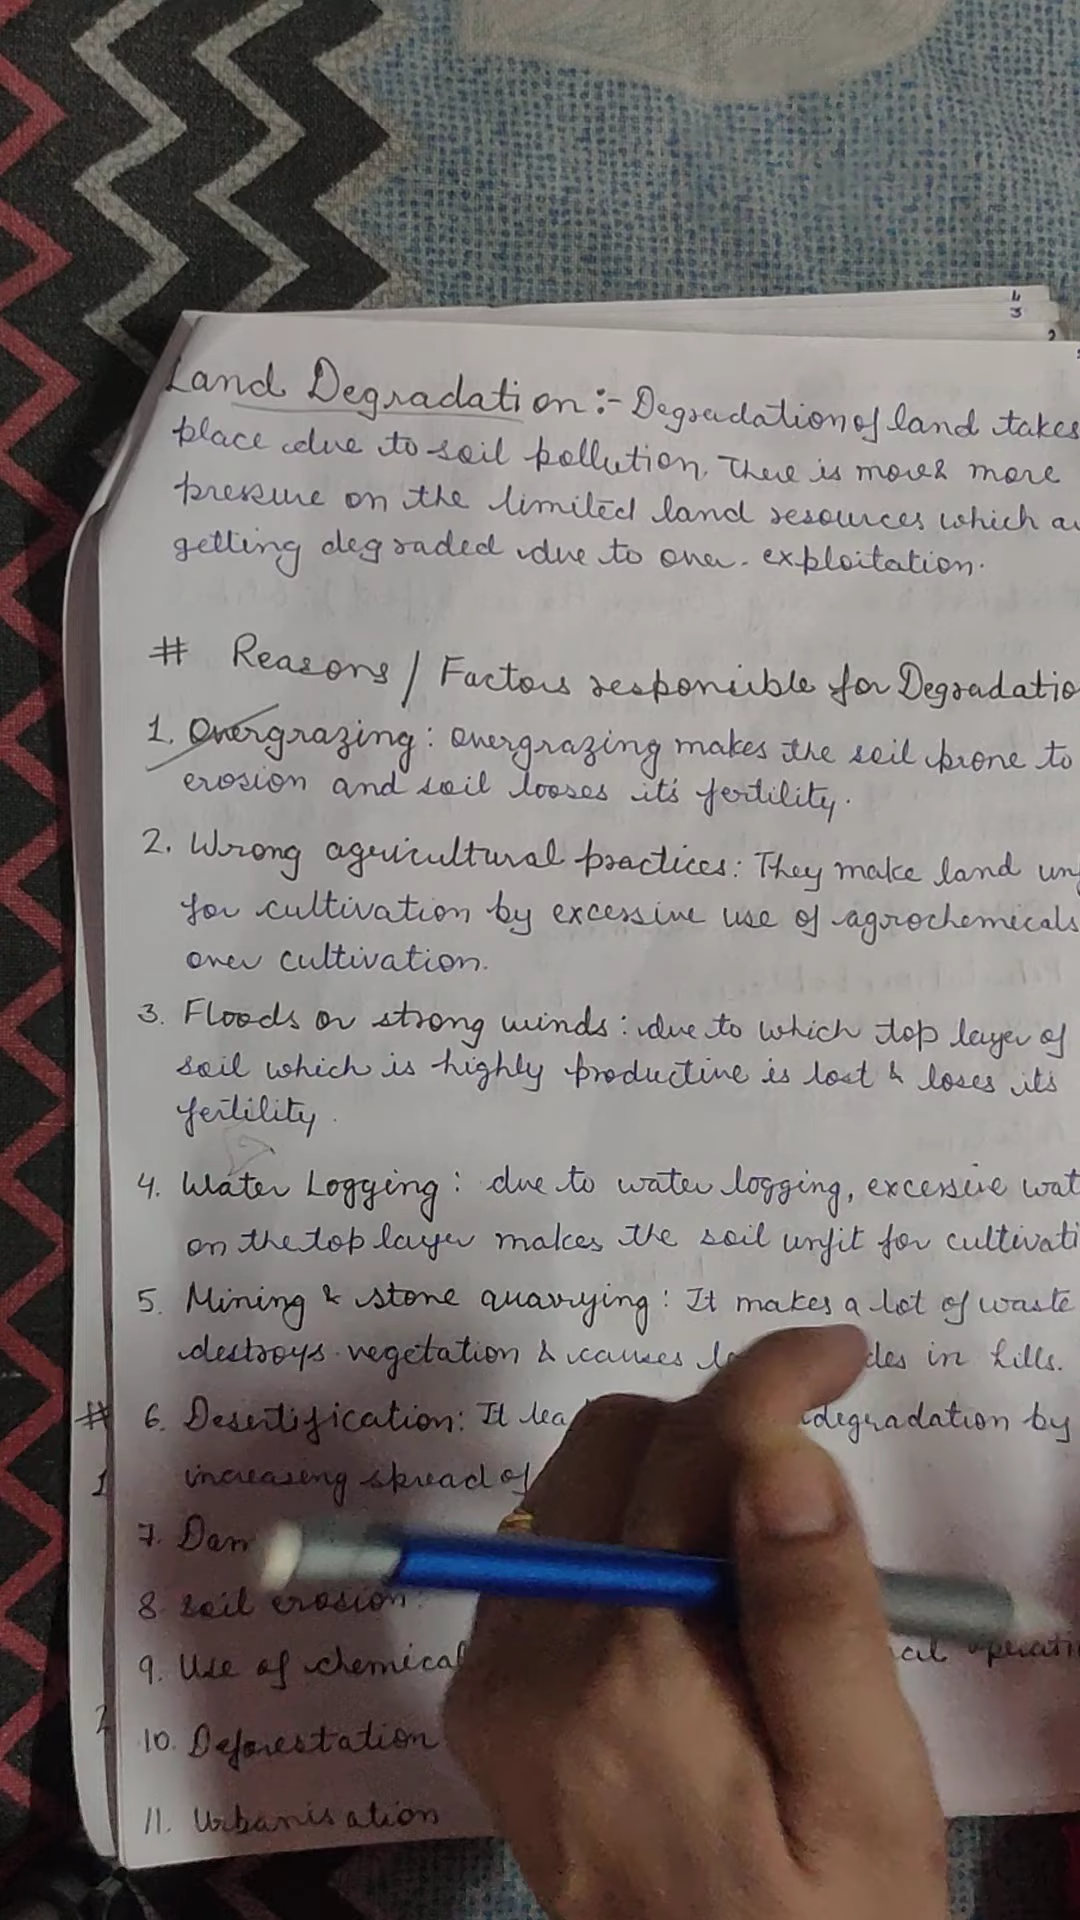 4
3
2
Land Degradation :- Degradation of land takes
place due to soil pollution. There is more & more
pressure on the limited land resources which
getting degraded due to over. exploitation.
# Reasons / Factors responsible for Degradatio
1. Overgrazing : overgrazing makes the soil prone to
erosion and soil looses it's fertility.
2. Wrong agricultural practices : They make land
for cultivation by excessive use of agrochemicals
over cultivation.
3. Floods or strong winds : due to which top layer of
soil which is highly productive is lost & loses its
fertility.
4. Water Logging : due to water logging, excessive wat
on the top layer makes the soil unfit for cultivati
5. Mining & stone quarrying : It makes a lot of waste
destroys vegetation & causes des in hills.
# 6. Desertification : It lea degradation by
1 increasing spread of
7. Dam
8. soil erosion
9. Use of chemical operati
2
10. Deforestation
11. Urbanisation